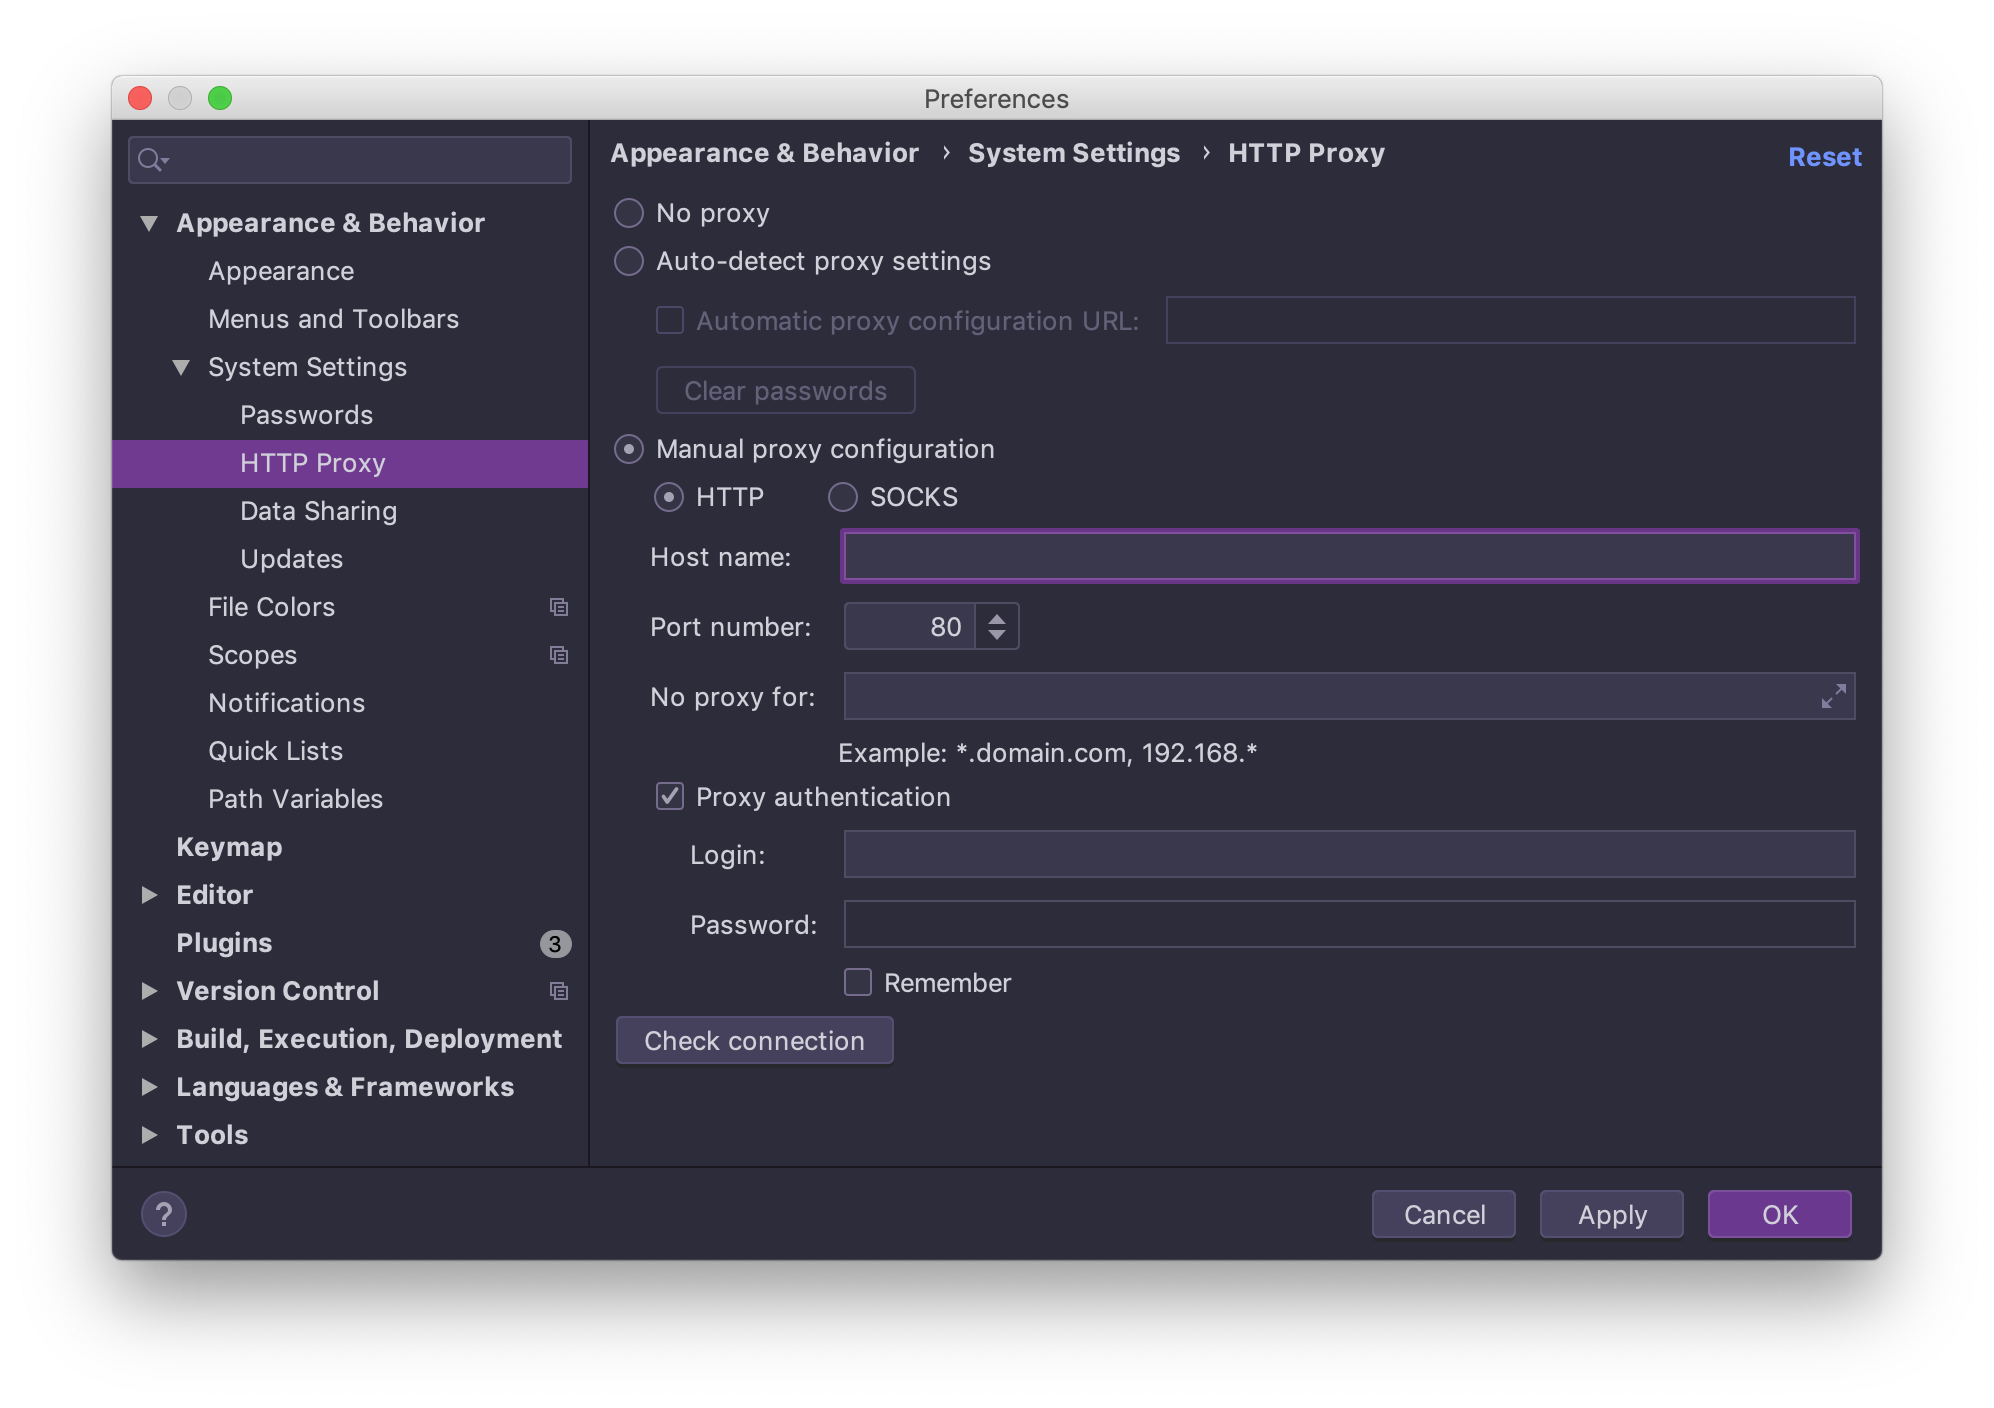 Preferences
Appearance & Behavior
Appearance
Menus and Toolbars
System Settings
Passwords
HTTP Proxy
Data Sharing
Updates
File Colors
Scopes
Notifications
Quick Lists
Path Variables
Keymap
Editor
Plugins 3
Version Control
Build, Execution, Deployment
Languages & Frameworks
Tools
Appearance & Behavior › System Settings › HTTP Proxy Reset
No proxy
Auto-detect proxy settings
Automatic proxy configuration URL:
Clear passwords
Manual proxy configuration
HTTP SOCKS
Host name:
Port number: 80
No proxy for:
Example: *.domain.com, 192.168.*
Proxy authentication
Login:
Password:
Remember
Check connection
? Cancel Apply OK